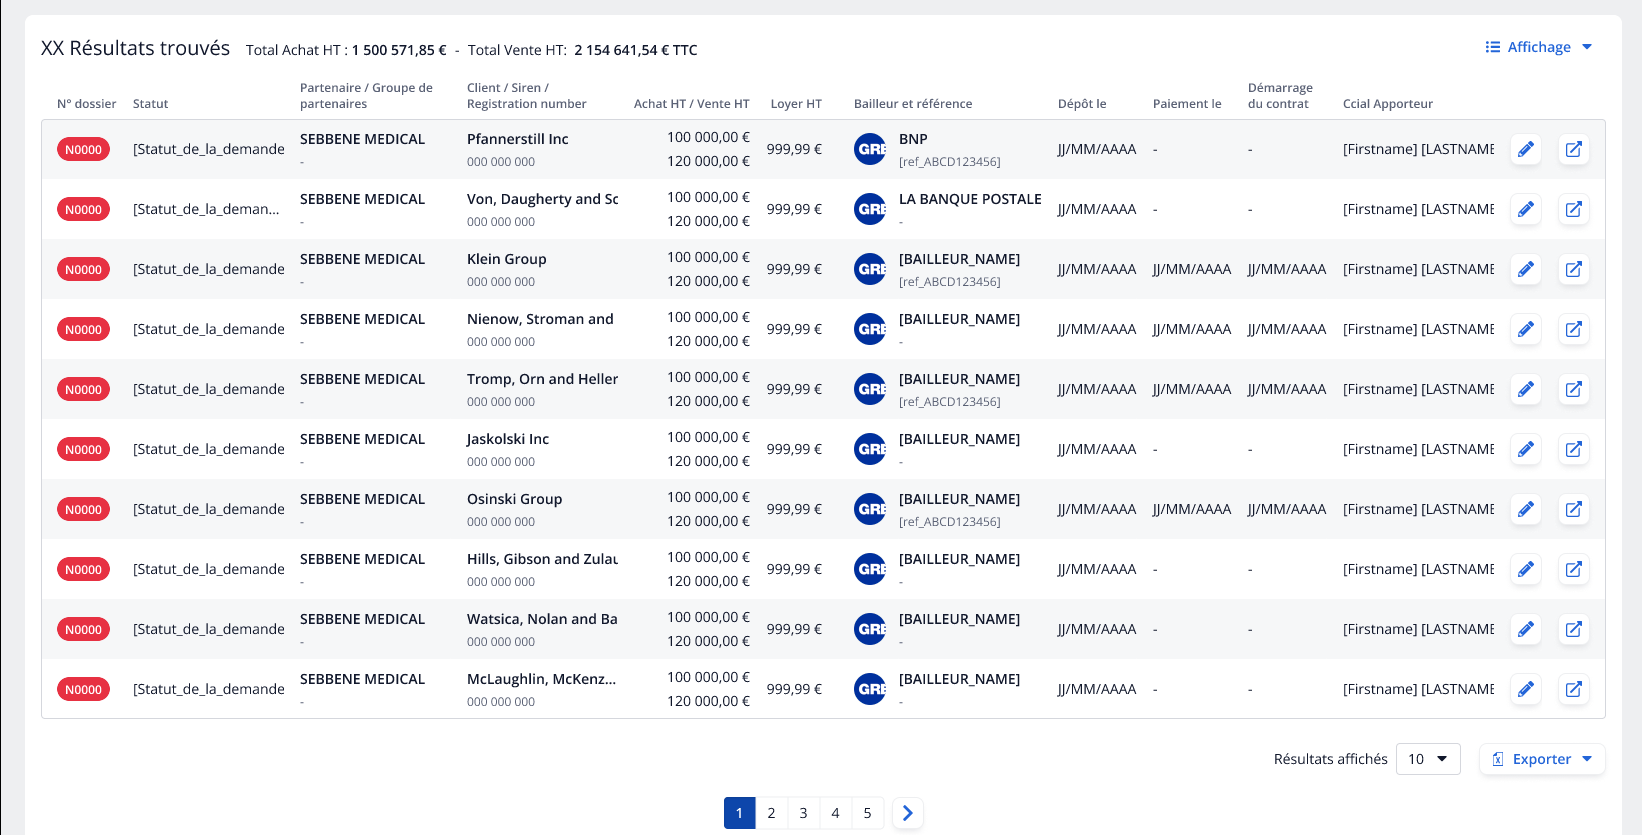 XX Résultats trouvés Total Achat HT : 1 500 571,85 € - Total Vente HT: 2 154 641,54 € TTC Affichage
N° dossier Statut Partenaire / Groupe de partenaires Client / Siren / Registration number Achat HT / Vente HT Loyer HT Bailleur et référence Dépôt le Paiement le Démarrage du contrat Ccial Apporteur
N0000 [Statut_de_la_demande SEBBENE MEDICAL Pfannerstill Inc 100 000,00 € 999,99 € GRE BNP JJ/MM/AAAA - - [Firstname] [LASTNAME
- 000 000 000 120 000,00 € [ref_ABCD123456]
N0000 [Statut_de_la_deman... SEBBENE MEDICAL Von, Daugherty and Sc 100 000,00 € 999,99 € GRE LA BANQUE POSTALE JJ/MM/AAAA - - [Firstname] [LASTNAME
- 000 000 000 120 000,00 € -
N0000 [Statut_de_la_demande SEBBENE MEDICAL Klein Group 100 000,00 € 999,99 € GRE [BAILLEUR_NAME] JJ/MM/AAAA JJ/MM/AAAA JJ/MM/AAAA [Firstname] [LASTNAME
- 000 000 000 120 000,00 € [ref_ABCD123456]
N0000 [Statut_de_la_demande SEBBENE MEDICAL Nienow, Stroman and 100 000,00 € 999,99 € GRE [BAILLEUR_NAME] JJ/MM/AAAA JJ/MM/AAAA JJ/MM/AAAA [Firstname] [LASTNAME
- 000 000 000 120 000,00 € -
N0000 [Statut_de_la_demande SEBBENE MEDICAL Tromp, Orn and Heller 100 000,00 € 999,99 € GRE [BAILLEUR_NAME] JJ/MM/AAAA JJ/MM/AAAA JJ/MM/AAAA [Firstname] [LASTNAME
- 000 000 000 120 000,00 € [ref_ABCD123456]
N0000 [Statut_de_la_demande SEBBENE MEDICAL Jaskolski Inc 100 000,00 € 999,99 € GRE [BAILLEUR_NAME] JJ/MM/AAAA - - [Firstname] [LASTNAME
- 000 000 000 120 000,00 € -
N0000 [Statut_de_la_demande SEBBENE MEDICAL Osinski Group 100 000,00 € 999,99 € GRE [BAILLEUR_NAME] JJ/MM/AAAA JJ/MM/AAAA JJ/MM/AAAA [Firstname] [LASTNAME
- 000 000 000 120 000,00 € [ref_ABCD123456]
N0000 [Statut_de_la_demande SEBBENE MEDICAL Hills, Gibson and Zulau 100 000,00 € 999,99 € GRE [BAILLEUR_NAME] JJ/MM/AAAA - - [Firstname] [LASTNAME
- 000 000 000 120 000,00 € -
N0000 [Statut_de_la_demande SEBBENE MEDICAL Watsica, Nolan and Ba 100 000,00 € 999,99 € GRE [BAILLEUR_NAME] JJ/MM/AAAA - - [Firstname] [LASTNAME
- 000 000 000 120 000,00 € -
N0000 [Statut_de_la_demande SEBBENE MEDICAL McLaughlin, McKenz... 100 000,00 € 999,99 € GRE [BAILLEUR_NAME] JJ/MM/AAAA - - [Firstname] [LASTNAME
- 000 000 000 120 000,00 € -
Résultats affichés 10 Exporter
1 2 3 4 5